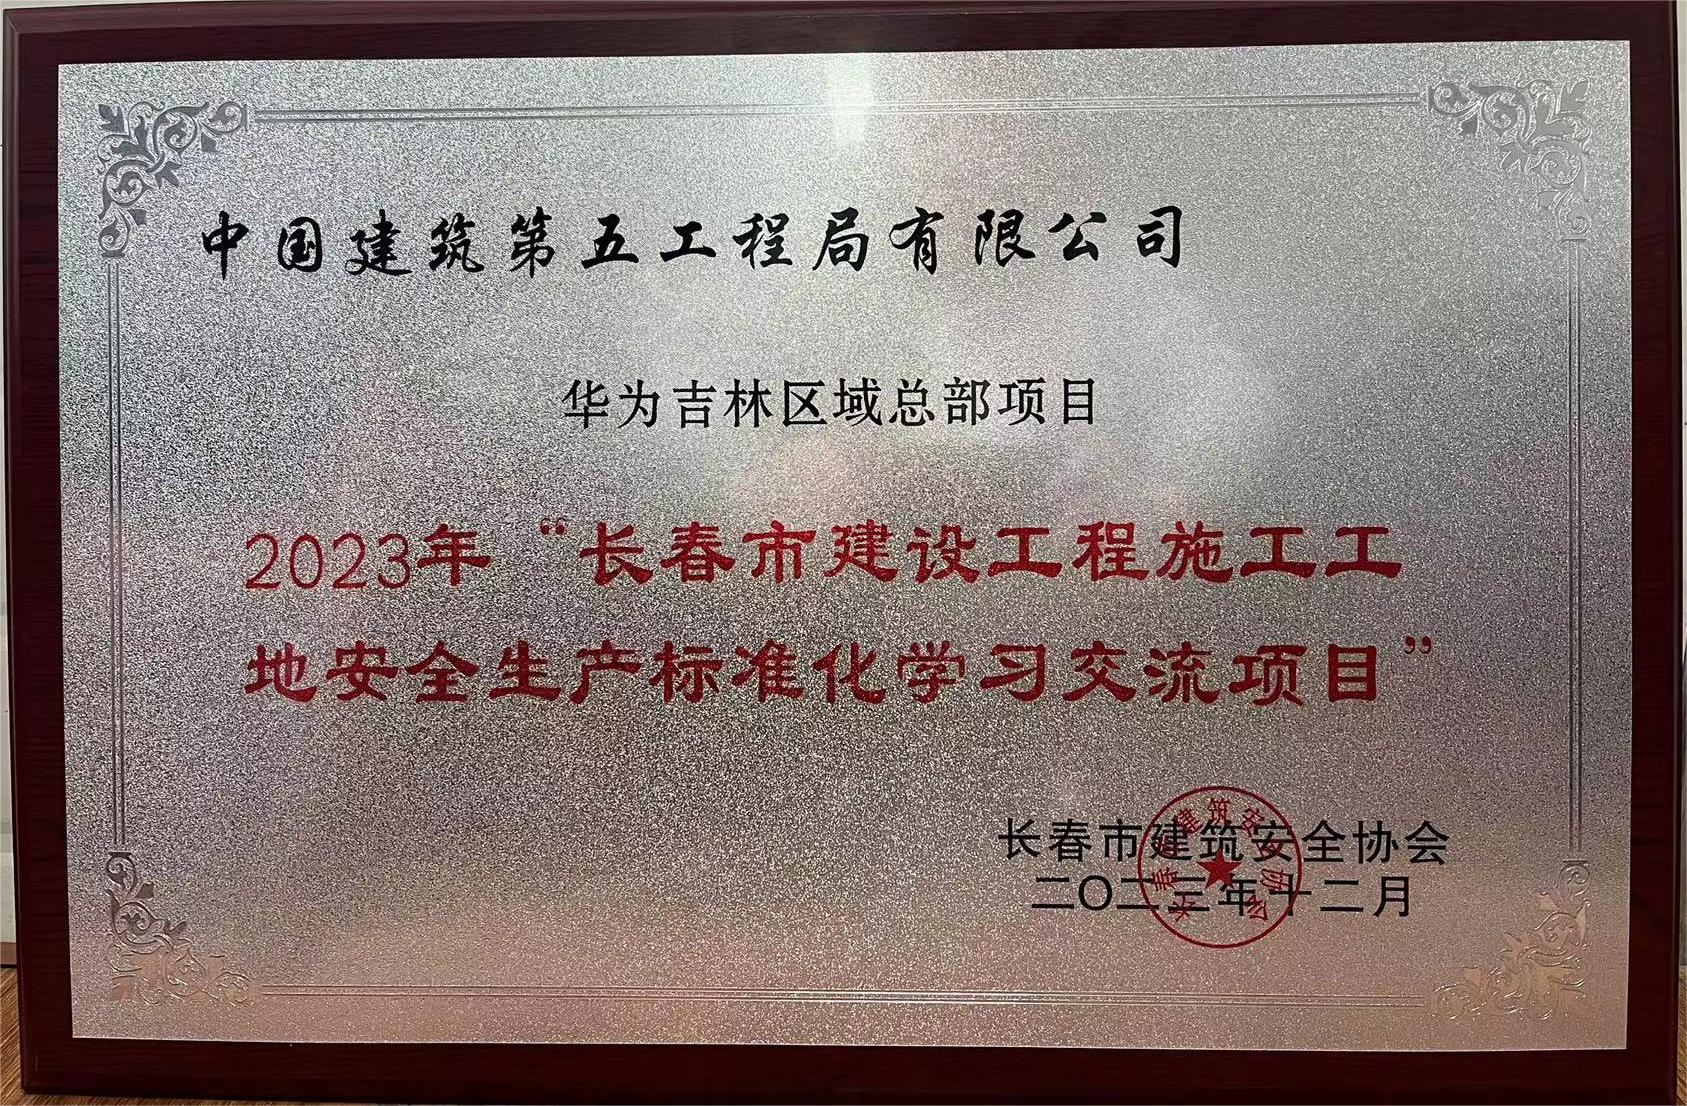 中国建筑第五工程局有限公司
华为吉林区域总部项目
2023年“长春市建设工程施工工
地安全生产标准化学习交流项目”
长春市建筑安全协会
二〇二三年十二月